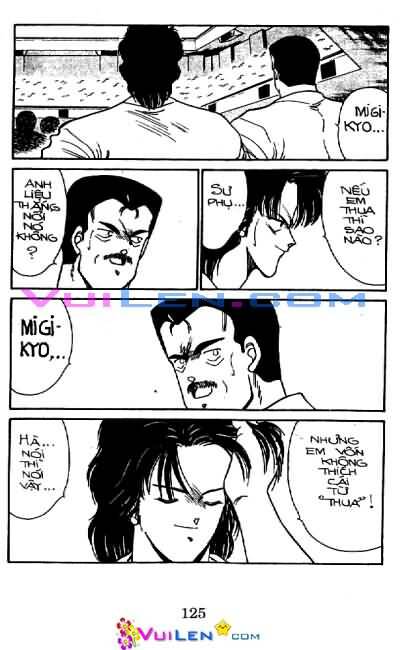 MIGI-
KYO...
ANH
LIỆU
THẮNG
NỔI
NÓ
KHÔNG
?
SƯ
PHỤ...
NẾU
EM
THUA
THÌ
SAO
NÀO?
VuiLen.com
MIGI-
KYO...
HÀ...
NÓI
THÌ
NÓI
VẬY...
NHƯNG
EM VỐN
KHÔNG
THÍCH
CÁI
TỪ
"THUA"!
125
VuiLen.com